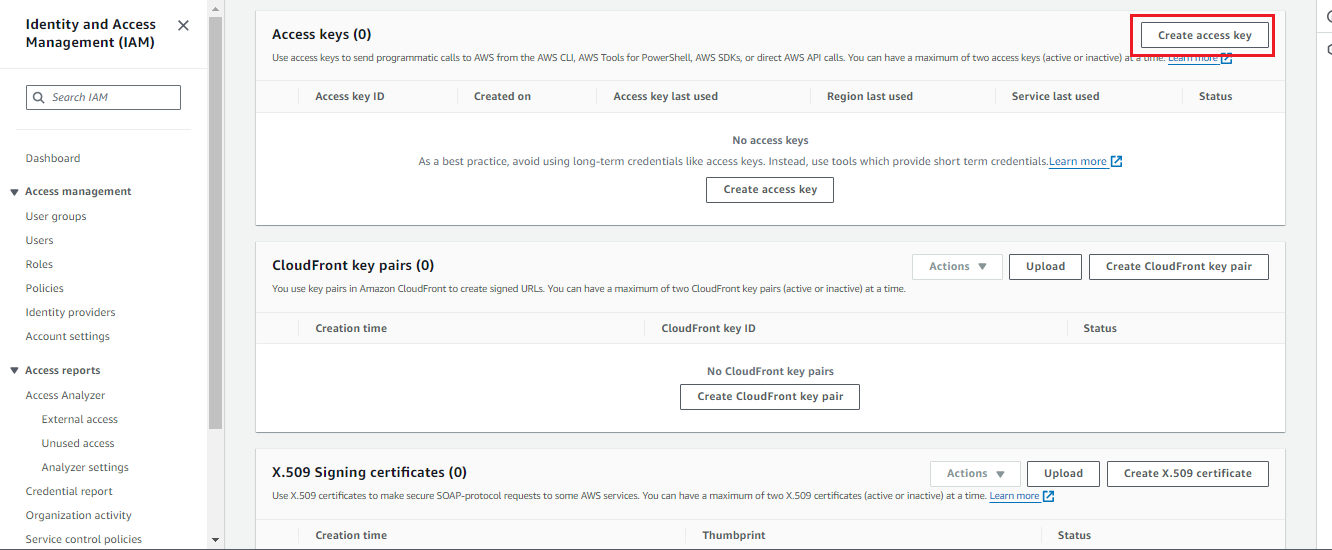 Identity and Access
Management (IAM)
Search IAM
Dashboard
Access management
User groups
Users
Roles
Policies
Identity providers
Account settings
Access reports
Access Analyzer
External access
Unused access
Analyzer settings
Credential report
Organization activity
Service control policies
Access keys (0)
Create access key
Use access keys to send programmatic calls to AWS from the AWS CLI, AWS Tools for PowerShell, AWS SDKs, or direct AWS API calls. You can have a maximum of two access keys (active or inactive) at a time. Learn more
Access key ID Created on Access key last used Region last used Service last used Status
No access keys
As a best practice, avoid using long-term credentials like access keys. Instead, use tools which provide short term credentials.Learn more
Create access key
CloudFront key pairs (0)
Actions Upload Create CloudFront key pair
You use key pairs in Amazon CloudFront to create signed URLs. You can have a maximum of two CloudFront key pairs (active or inactive) at a time.
Creation time CloudFront key ID Status
No CloudFront key pairs
Create CloudFront key pair
X.509 Signing certificates (0)
Actions Upload Create X.509 certificate
Use X.509 certificates to make secure SOAP-protocol requests to some AWS services. You can have a maximum of two X.509 certificates (active or inactive) at a time. Learn more
Creation time Thumbprint Status